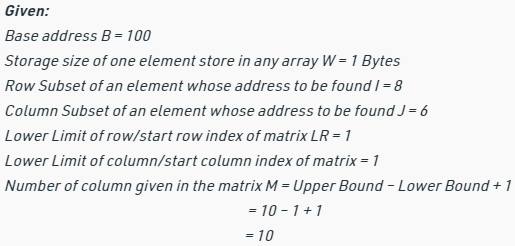 Given:
Base address B = 100
Storage size of one element store in any array W = 1 Bytes
Row Subset of an element whose address to be found I = 8
Column Subset of an element whose address to be found J = 6
Lower Limit of row/start row index of matrix LR = 1
Lower Limit of column/start column index of matrix = 1
Number of column given in the matrix M = Upper Bound – Lower Bound + 1
= 10 – 1 + 1
= 10